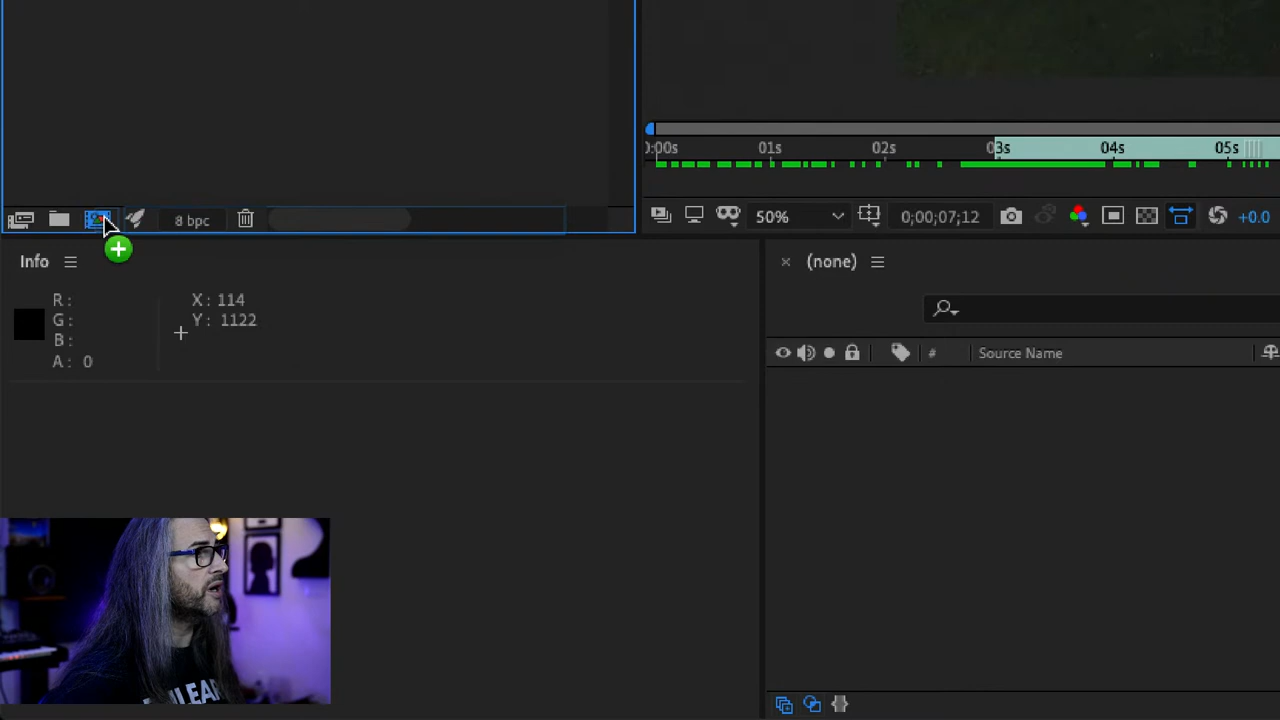 0:00s 01s 02s 03s 04s 05s
8 bpc
50% 0;00;07;12 +0.0
Info (none)
R: X: 114
G: Y: 1122
B:
A: 0
# Source Name